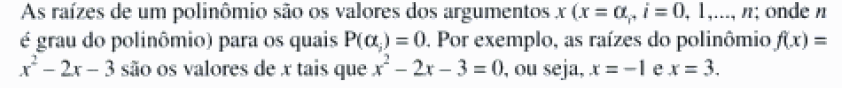 As raízes de um polinômio são os valores dos argumentos x (x = αᵢ, i = 0, 1,..., n; onde n
é grau do polinômio) para os quais P(αᵢ) = 0. Por exemplo, as raízes do polinômio f(x) =
x² – 2x – 3 são os valores de x tais que x² – 2x – 3 = 0, ou seja, x = –1 e x = 3.